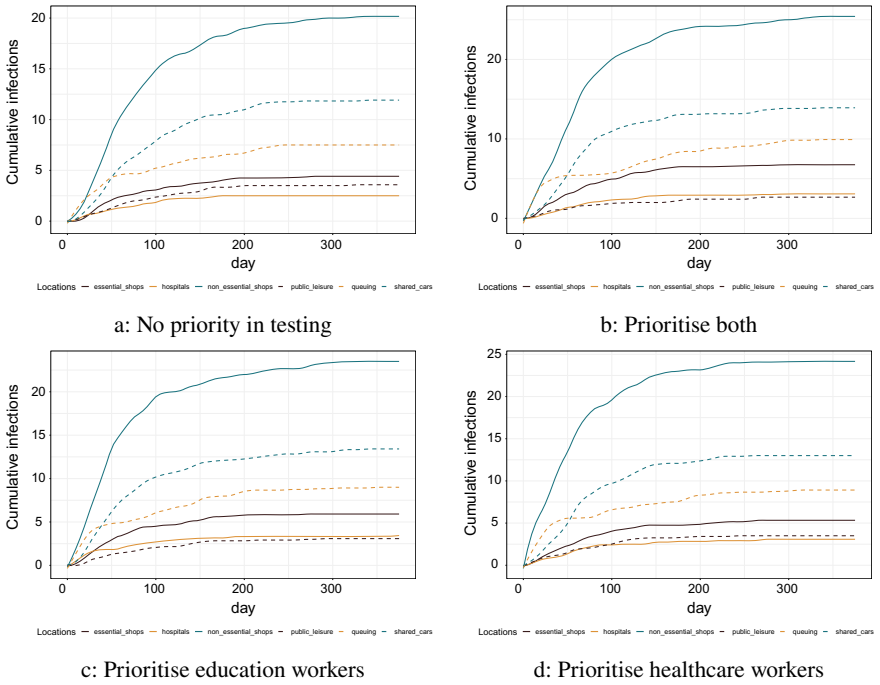 Cumulative infections
20
15
10
5
0
0 100 200 300
day
Locations essential_shops hospitals non_essential_shops public_leisure queuing shared_cars
a: No priority in testing
Cumulative infections
20
10
0
0 100 200 300
day
Locations essential_shops hospitals non_essential_shops public_leisure queuing shared_cars
b: Prioritise both
Cumulative infections
20
15
10
5
0
0 100 200 300
day
Locations essential_shops hospitals non_essential_shops public_leisure queuing shared_cars
c: Prioritise education workers
Cumulative infections
25
20
15
10
5
0
0 100 200 300
day
Locations essential_shops hospitals non_essential_shops public_leisure queuing shared_cars
d: Prioritise healthcare workers